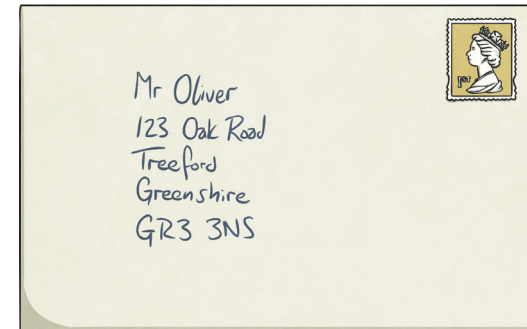 1ST
Mr Oliver
123 Oak Road
Treeford
Greenshire
GR3 3NS